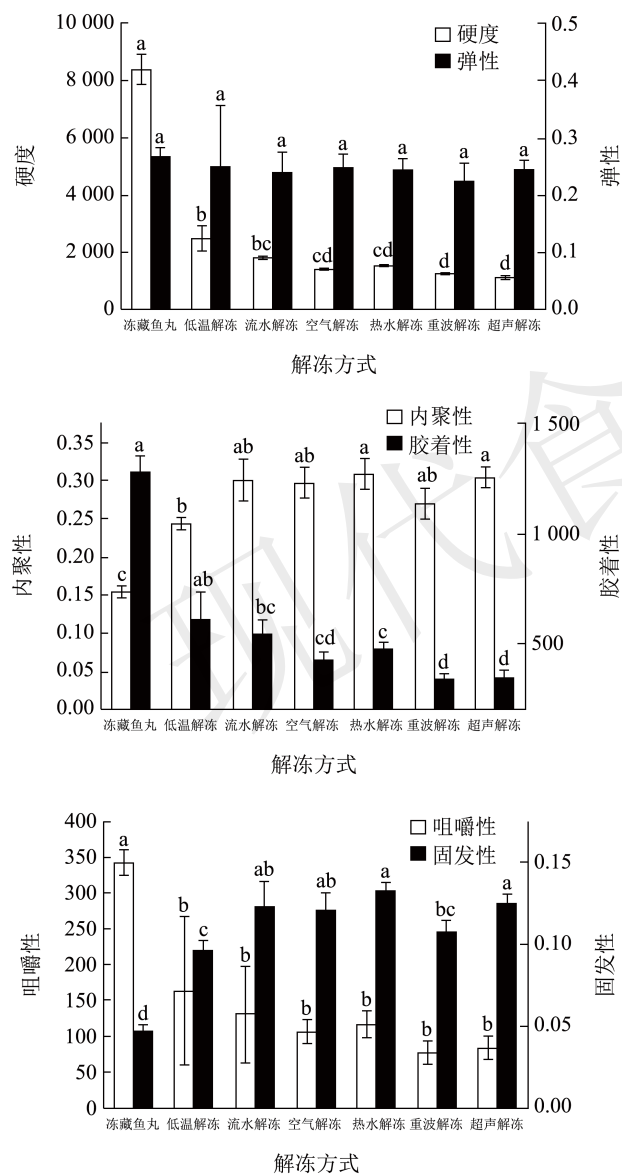 10 000
8 000
6 000
4 000
2 000
0
硬度
0.5
0.4
0.3
0.2
0.1
0.0
弹性
硬度
弹性
a a b a bc a cd a cd a d a d a
冻藏鱼丸 低温解冻 流水解冻 空气解冻 热水解冻 重波解冻 超声解冻
解冻方式
0.35
0.30
0.25
0.20
0.15
0.10
0.05
0.00
内聚性
1 500
1 000
500
胶着性
内聚性
胶着性
c a b ab ab bc ab cd a c ab d a d
冻藏鱼丸 低温解冻 流水解冻 空气解冻 热水解冻 重波解冻 超声解冻
解冻方式
400
350
300
250
200
150
100
50
0
咀嚼性
0.15
0.10
0.05
0.00
固发性
咀嚼性
固发性
a d b c b ab b ab b a b bc b a
冻藏鱼丸 低温解冻 流水解冻 空气解冻 热水解冻 重波解冻 超声解冻
解冻方式
现代食